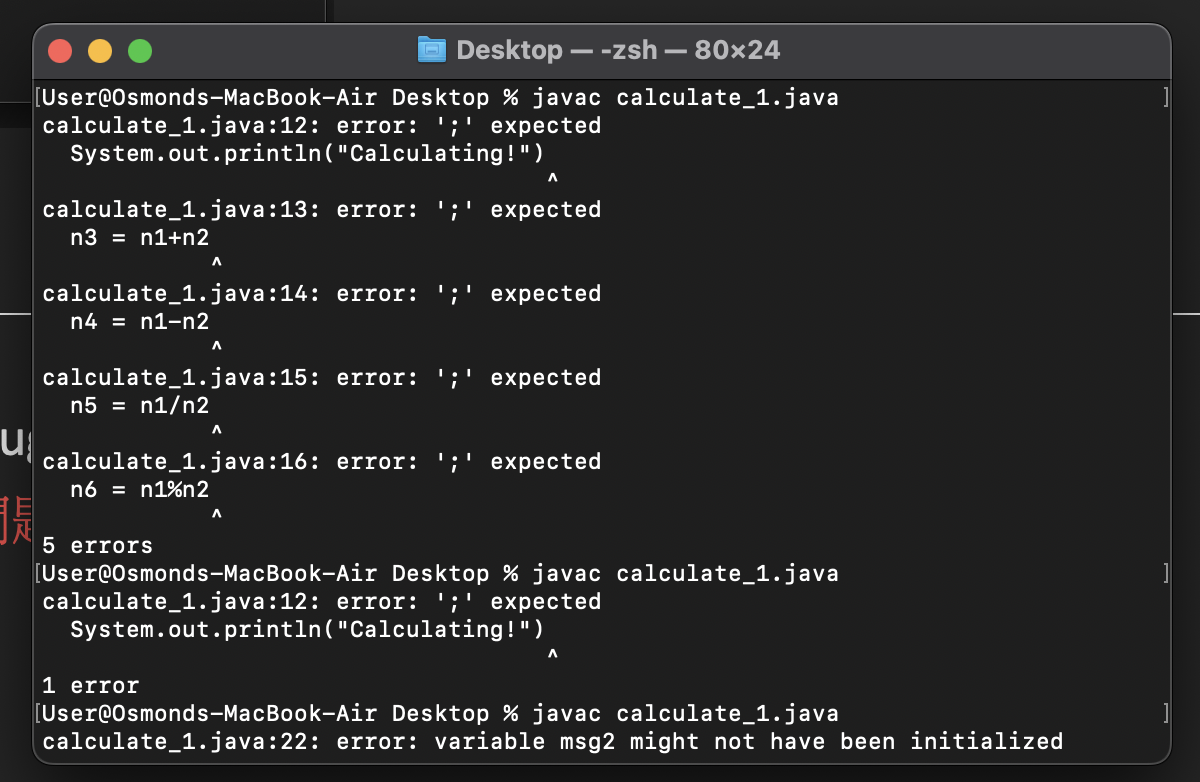 Desktop — -zsh — 80×24
[User@Osmonds-MacBook-Air Desktop % javac calculate_1.java ]
calculate_1.java:12: error: ';' expected
  System.out.println("Calculating!")
                                    ^
calculate_1.java:13: error: ';' expected
  n3 = n1+n2
            ^
calculate_1.java:14: error: ';' expected
  n4 = n1-n2
            ^
calculate_1.java:15: error: ';' expected
  n5 = n1/n2
            ^
calculate_1.java:16: error: ';' expected
  n6 = n1%n2
            ^
5 errors
[User@Osmonds-MacBook-Air Desktop % javac calculate_1.java ]
calculate_1.java:12: error: ';' expected
  System.out.println("Calculating!")
                                    ^
1 error
[User@Osmonds-MacBook-Air Desktop % javac calculate_1.java ]
calculate_1.java:22: error: variable msg2 might not have been initialized